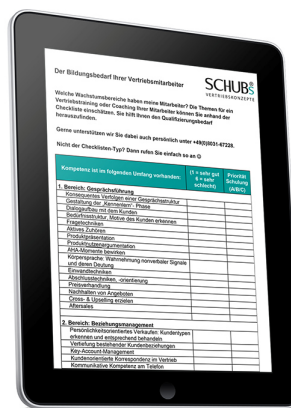 SCHUBS
VERTRIEBSKONZEPTE
Der Bildungsbedarf Ihrer Vertriebsmitarbeiter
Welche Wachstumsbereiche haben meine Mitarbeiter? Die Themen für ein
Vertriebstraining oder Coaching Ihrer Mitarbeiter können Sie anhand der
Checkliste einschätzen. Sie hilft Ihnen den Qualifizierungsbedarf
herauszufinden.
Gerne unterstützen wir Sie dabei auch persönlich unter +49(0)8031-67228.
Nicht der Checklisten-Typ? Dann rufen Sie einfach so an ☺
Kompetenz ist im folgenden Umfang vorhanden:
(1 = sehr gut
6 = sehr
schlecht)
Priorität
Schulung
(A/B/C)
1. Bereich: Gesprächsführung
Konsequentes Verfolgen einer Gesprächsstruktur
Gestaltung der „Kennenlern"- Phase
Dialogaufbau mit dem Kunden
Bedürfnisstruktur, Motive des Kunden erkennen
Fragetechniken
Aktives Zuhören
Produktpräsentation
Produktnutzenargumentation
AHA-Momente bewirken
Körpersprache: Wahrnehmung nonverbaler Signale
und deren Deutung
Einwandtechniken
Abschlusstechniken, -orientierung
Preisverhandlung
Nachhalten von Angeboten
Cross- & Upselling erzielen
Aftersales
2. Bereich: Beziehungsmanagement
Persönlichkeitsorientiertes Verkaufen: Kundentypen
erkennen und entsprechend behandeln
Vertiefung bestehender Kundenbeziehungen
Key-Account-Management
Kundenorientierte Korrespondenz im Vertrieb
Kommunikative Kompetenz am Telefon